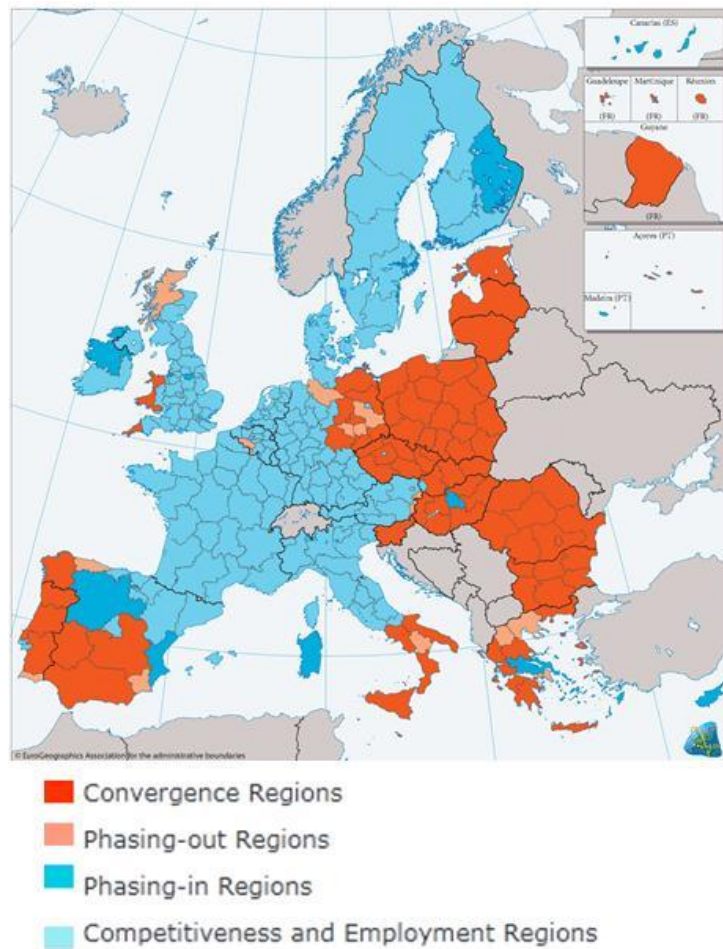 Canarias (ES)
Guadeloupe Martinique Réunion
(FR) (FR) (FR)
Guyane
(FR)
Açores (PT)
Madeira (PT)
© EuroGeographics Association for the administrative boundaries
Convergence Regions
Phasing-out Regions
Phasing-in Regions
Competitiveness and Employment Regions